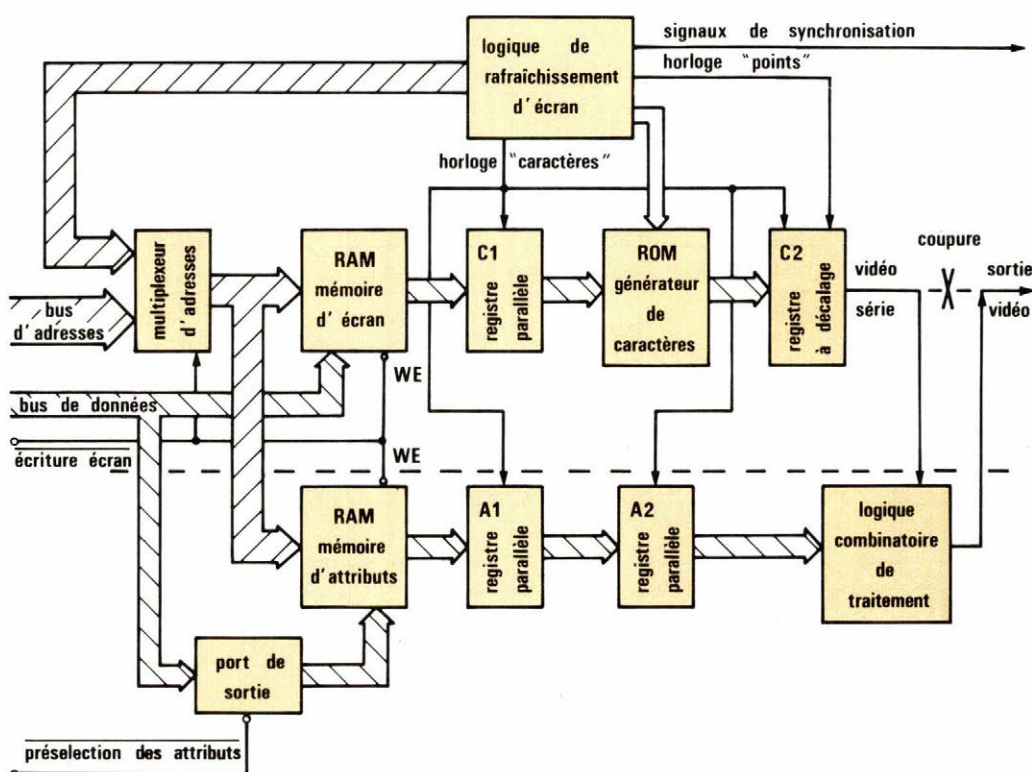 logique de
rafraîchissement
d'écran
signaux de synchronisation
horloge "points"
horloge "caractères"
multiplexeur
d'adresses
RAM
mémoire
d'écran
C1
registre
parallèle
ROM
générateur
de
caractères
C2
registre
à décalage
vidéo
série
coupure
sortie
vidéo
bus
d'adresses
bus de données
écriture écran
WE
WE
RAM
mémoire
d'attributs
A1
registre
parallèle
A2
registre
parallèle
logique
combinatoire
de
traitement
port de
sortie
préselection des attributs